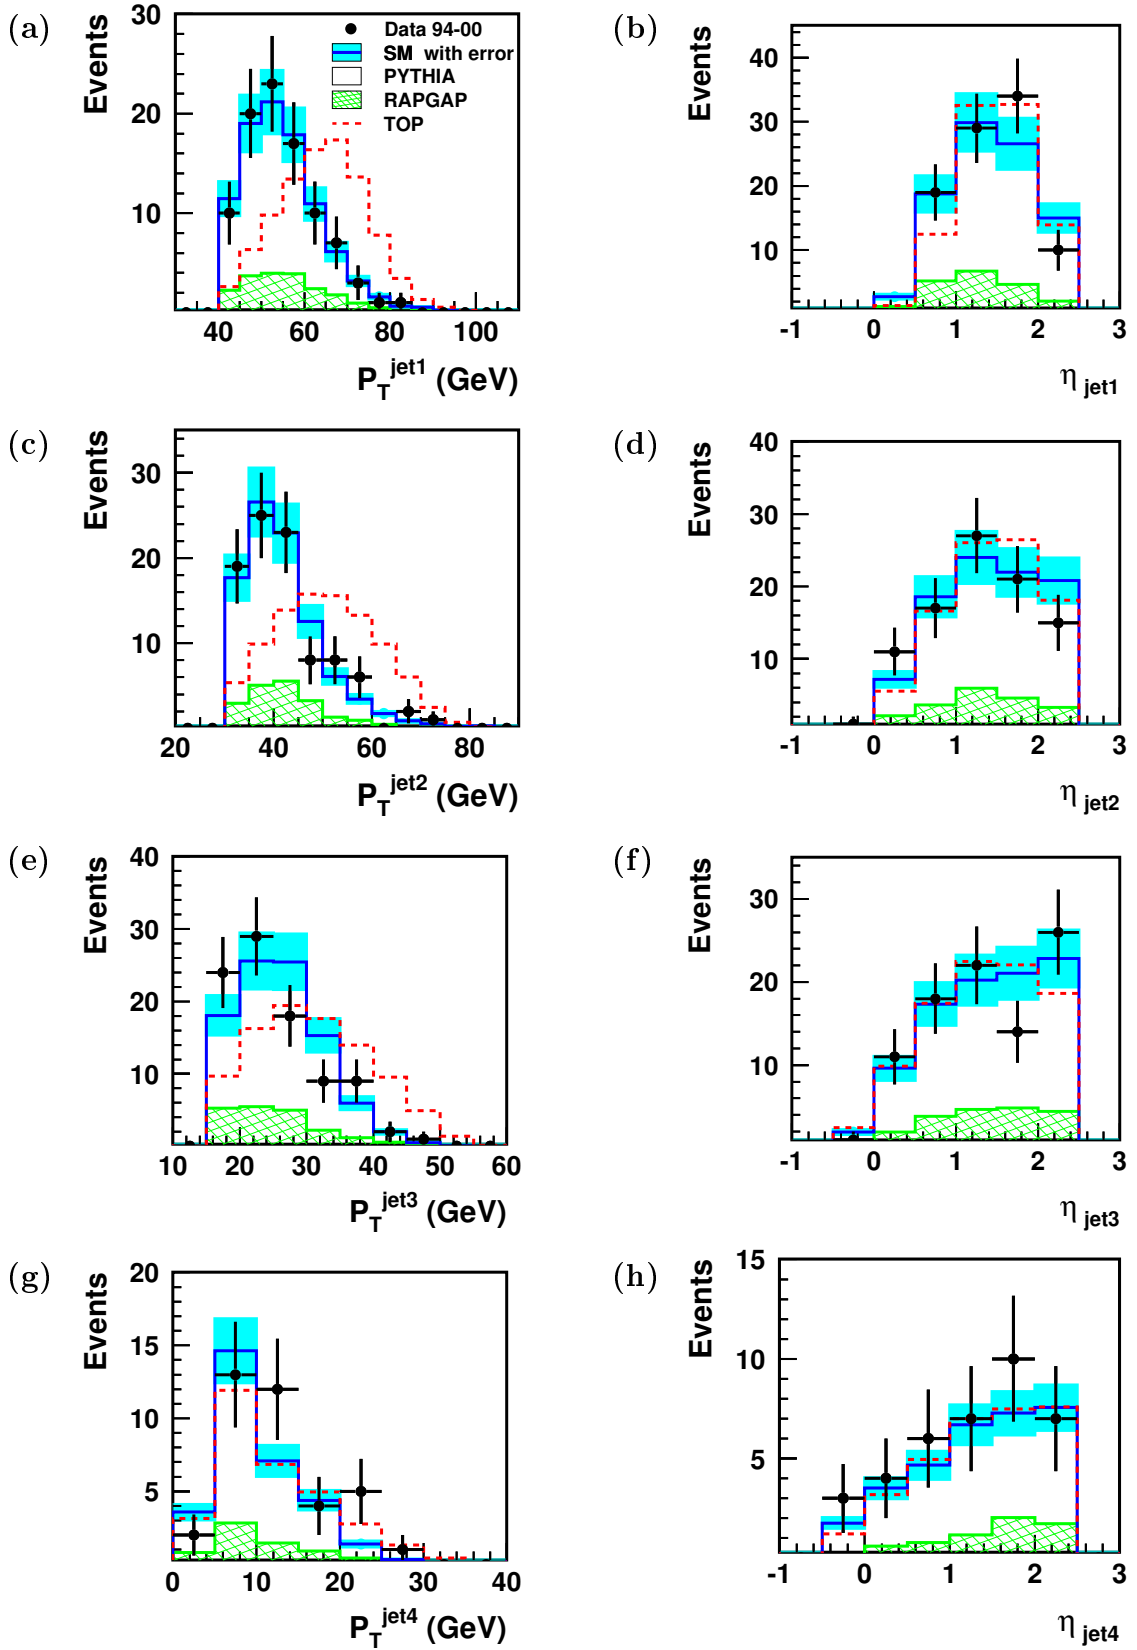 (a)
Events
30
20
10
Data 94-00
SM with error
PYTHIA
RAPGAP
TOP
40 60 80 100
P_T^jet1 (GeV)
(b)
Events
40
30
20
10
-1 0 1 2 3
η jet1
(c)
Events
30
20
10
20 40 60 80
P_T^jet2 (GeV)
(d)
Events
40
30
20
10
-1 0 1 2 3
η jet2
(e)
Events
40
30
20
10
10 20 30 40 50 60
P_T^jet3 (GeV)
(f)
Events
30
20
10
-1 0 1 2 3
η jet3
(g)
Events
20
15
10
5
0 10 20 30 40
P_T^jet4 (GeV)
(h)
Events
15
10
5
-1 0 1 2 3
η jet4